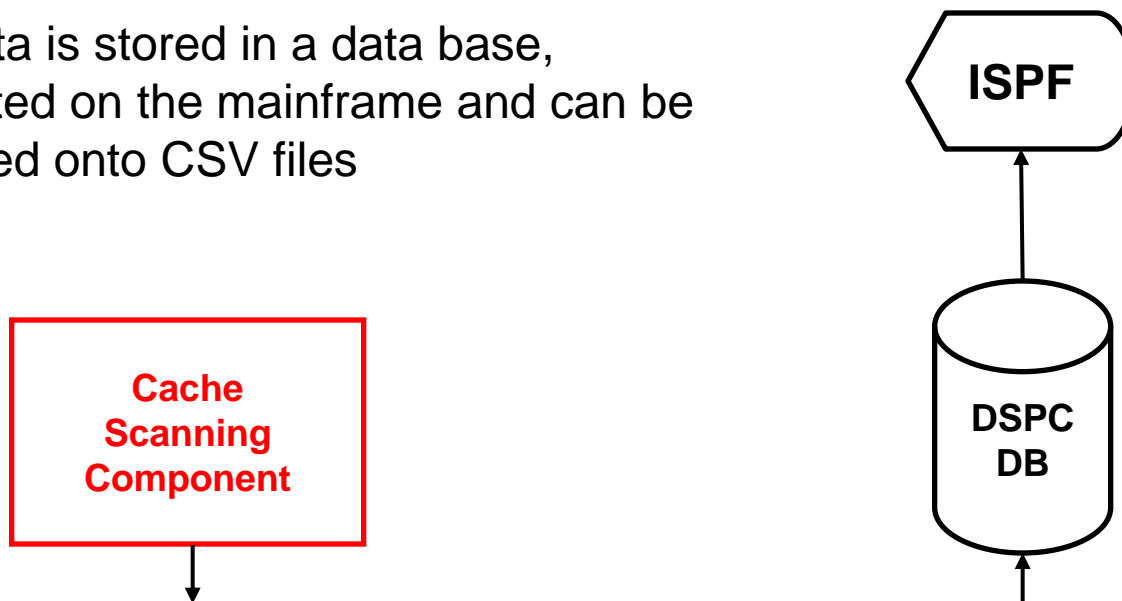 ta is stored in a data base,
ted on the mainframe and can be
ed onto CSV files
ISPF
Cache
Scanning
Component
DSPC
DB